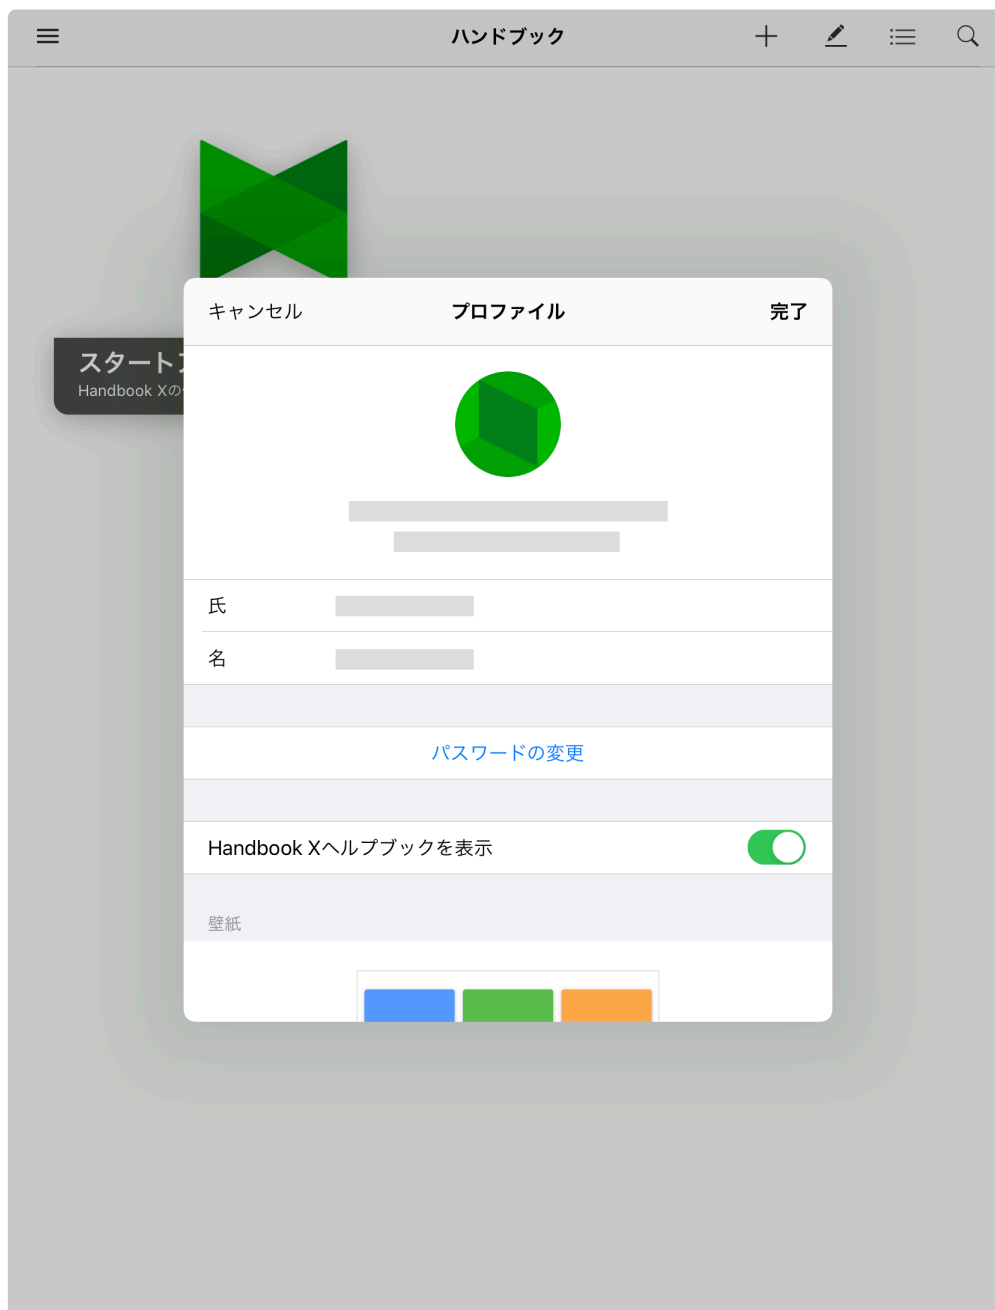 ハンドブック
スタート
Handbook Xの
キャンセル
プロファイル
完了
氏
名
パスワードの変更
Handbook Xヘルプブックを表示
壁紙